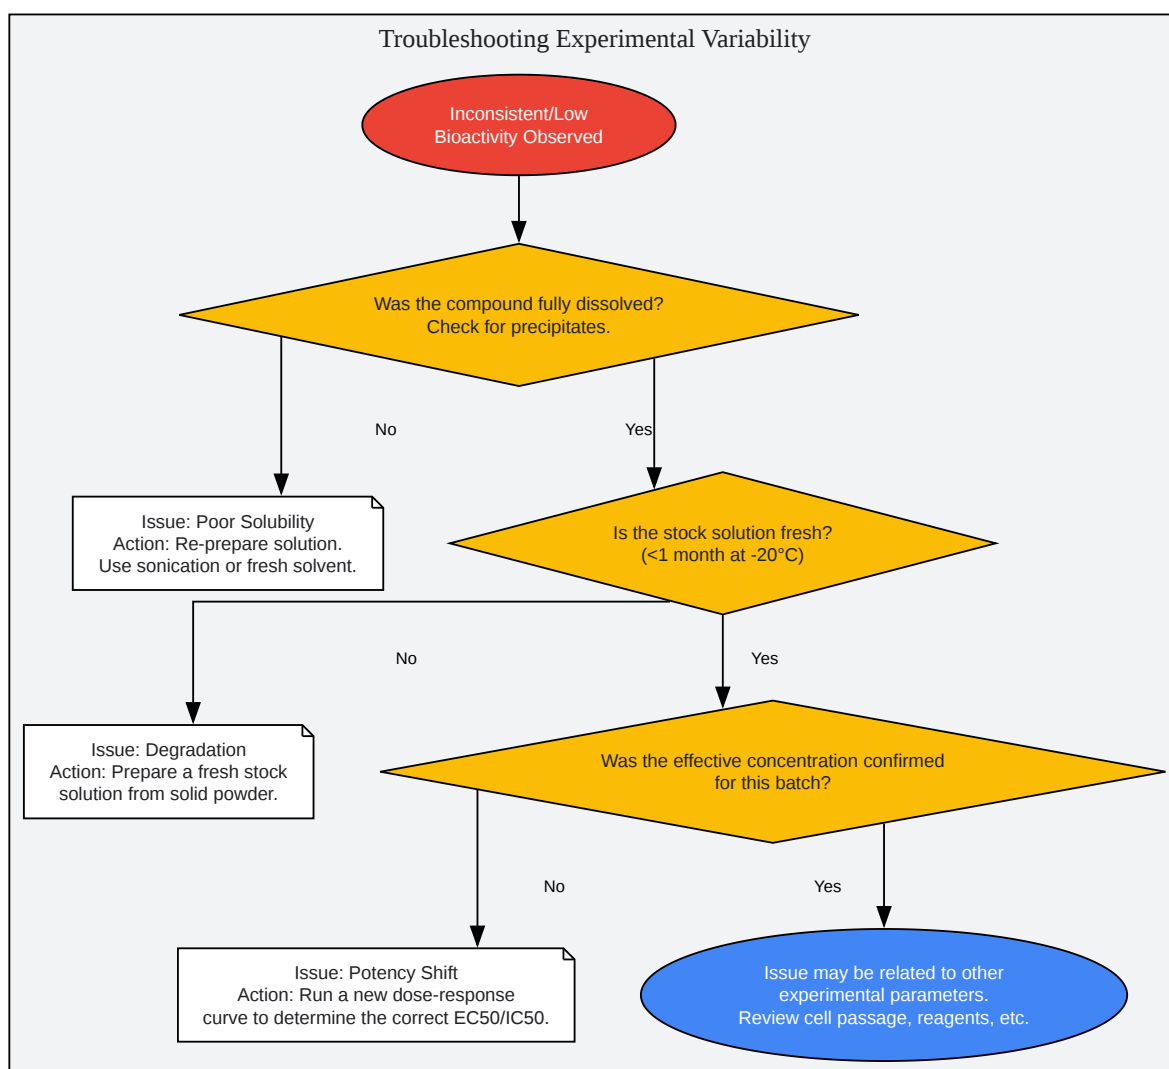 Troubleshooting Experimental Variability
Inconsistent/Low
Bioactivity Observed
Was the compound fully dissolved?
Check for precipitates.
No
Yes
Issue: Poor Solubility
Action: Re-prepare solution.
Use sonication or fresh solvent.
Is the stock solution fresh?
(<1 month at -20°C)
No
Yes
Issue: Degradation
Action: Prepare a fresh stock
solution from solid powder.
Was the effective concentration confirmed
for this batch?
No
Yes
Issue: Potency Shift
Action: Run a new dose-response
curve to determine the correct EC50/IC50.
Issue may be related to other
experimental parameters.
Review cell passage, reagents, etc.